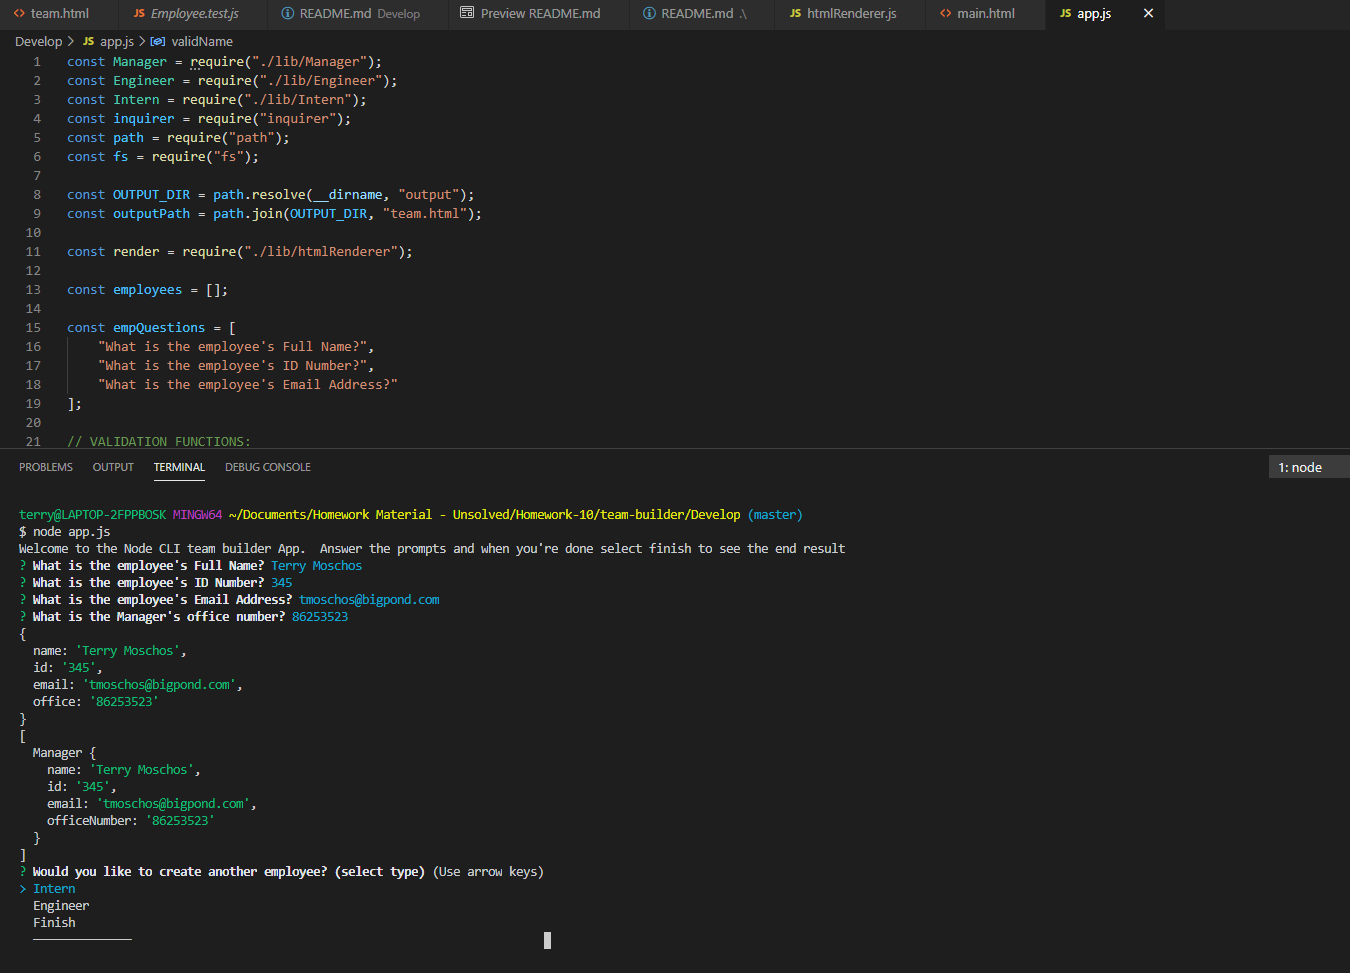 <> team.html JS Employee.test.js ⓘ README.md Develop Preview README.md ⓘ README.md .\ JS htmlRenderer.js <> main.html JS app.js ×
Develop > JS app.js > validName
1 const Manager = require("./lib/Manager");
2 const Engineer = require("./lib/Engineer");
3 const Intern = require("./lib/Intern");
4 const inquirer = require("inquirer");
5 const path = require("path");
6 const fs = require("fs");
7
8 const OUTPUT_DIR = path.resolve(__dirname, "output");
9 const outputPath = path.join(OUTPUT_DIR, "team.html");
10
11 const render = require("./lib/htmlRenderer");
12
13 const employees = [];
14
15 const empQuestions = [
16 "What is the employee's Full Name?",
17 "What is the employee's ID Number?",
18 "What is the employee's Email Address?"
19 ];
20
21 // VALIDATION FUNCTIONS:
PROBLEMS OUTPUT TERMINAL DEBUG CONSOLE 1: node
terry@LAPTOP-2FPPBOSK MINGW64 ~/Documents/Homework Material - Unsolved/Homework-10/team-builder/Develop (master)
$ node app.js
Welcome to the Node CLI team builder App.  Answer the prompts and when you're done select finish to see the end result
? What is the employee's Full Name? Terry Moschos
? What is the employee's ID Number? 345
? What is the employee's Email Address? tmoschos@bigpond.com
? What is the Manager's office number? 86253523
{
name: 'Terry Moschos',
id: '345',
email: 'tmoschos@bigpond.com',
office: '86253523'
}
[
Manager {
name: 'Terry Moschos',
id: '345',
email: 'tmoschos@bigpond.com',
officeNumber: '86253523'
}
]
? Would you like to create another employee? (select type) (Use arrow keys)
> Intern
Engineer
Finish
──────────────